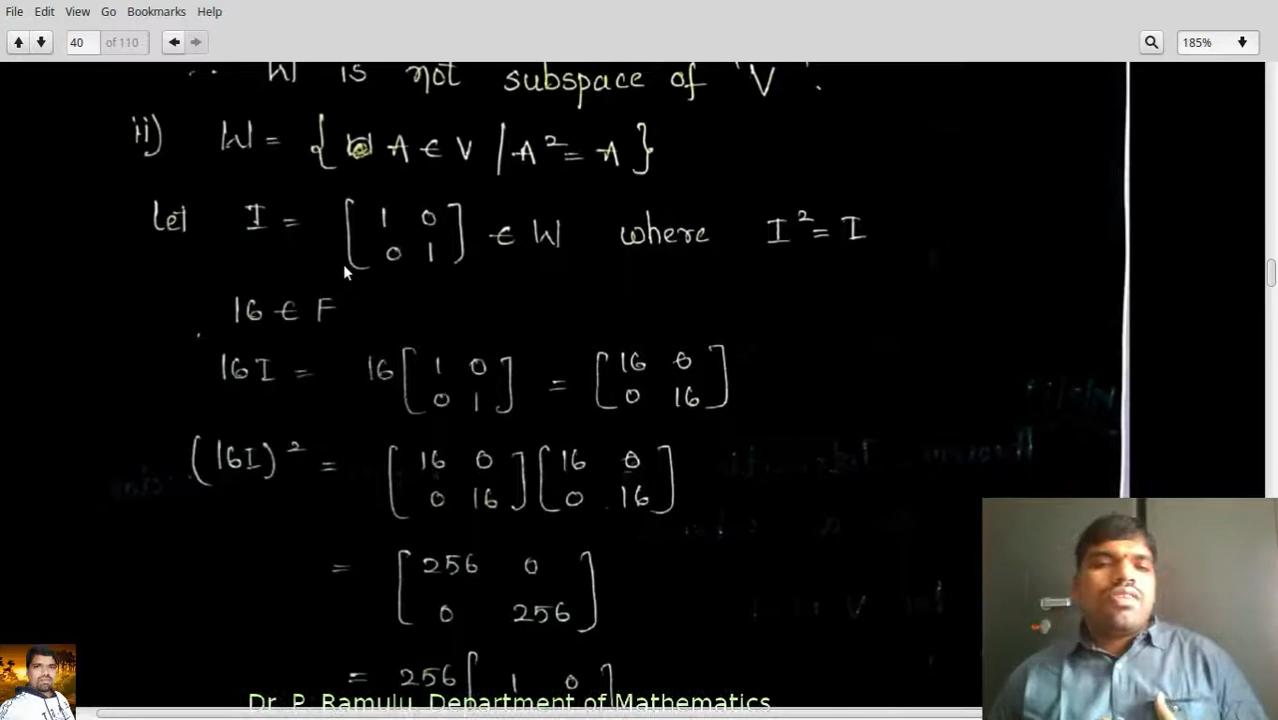 File Edit View Go Bookmarks Help
40 of 110 185%
∴ W is not subspace of 'V'.
ii) W = { A ∈ V | A² = A }
let I = [ 1 0 ; 0 1 ] ∈ W where I² = I
16 ∈ F
16I = 16 [ 1 0 ; 0 1 ] = [ 16 0 ; 0 16 ]
(16I)² = [ 16 0 ; 0 16 ] [ 16 0 ; 0 16 ]
= [ 256 0 ; 0 256 ]
= 256 [ 1 0
Dr. P. Ramulu, Department of Mathematics